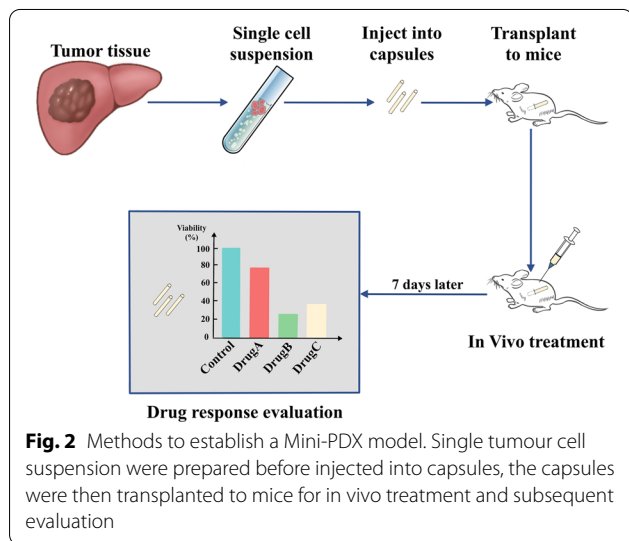 Tumor tissue
Single cell
suspension
Inject into
capsules
Transplant
to mice
In Vivo treatment
7 days later
Viability
(%)
100
80
60
40
20
0
Control
DrugA
DrugB
DrugC
Drug response evaluation
Fig. 2 Methods to establish a Mini-PDX model. Single tumour cell
suspension were prepared before injected into capsules, the capsules
were then transplanted to mice for in vivo treatment and subsequent
evaluation